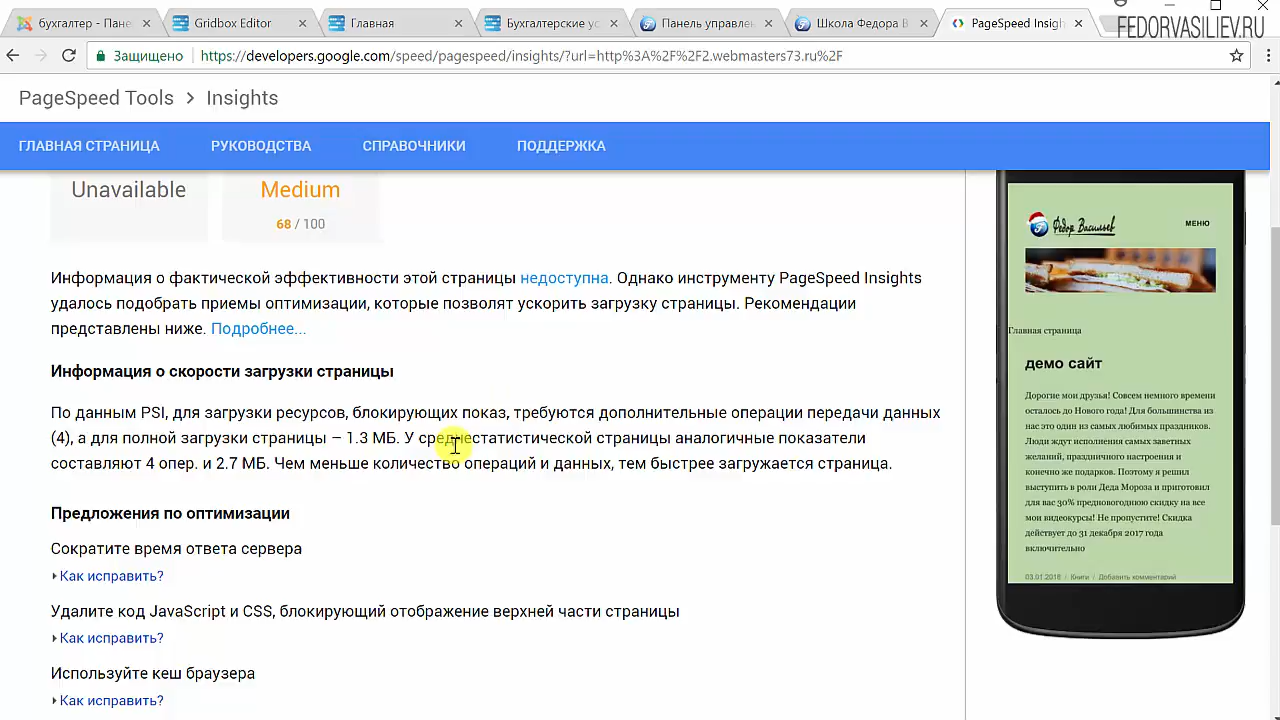 бухгалтер - Пане
Gridbox Editor
Главная
Бухгалтерские ус
Панель управлен
Школа Федора В
PageSpeed Insigh
FEDORVASILIEV.RU
Защищено
https://developers.google.com/speed/pagespeed/insights/?url=http%3A%2F%2F2.webmasters73.ru%2F
PageSpeed Tools > Insights
ГЛАВНАЯ СТРАНИЦА
РУКОВОДСТВА
СПРАВОЧНИКИ
ПОДДЕРЖКА
Unavailable
Medium
68 / 100
Информация о фактической эффективности этой страницы недоступна. Однако инструменту PageSpeed Insights
удалось подобрать приемы оптимизации, которые позволят ускорить загрузку страницы. Рекомендации
представлены ниже. Подробнее...
Информация о скорости загрузки страницы
По данным PSI, для загрузки ресурсов, блокирующих показ, требуются дополнительные операции передачи данных
(4), а для полной загрузки страницы – 1.3 МБ. У среднестатистической страницы аналогичные показатели
составляют 4 опер. и 2.7 МБ. Чем меньше количество операций и данных, тем быстрее загружается страница.
Предложения по оптимизации
Сократите время ответа сервера
Как исправить?
Удалите код JavaScript и CSS, блокирующий отображение верхней части страницы
Как исправить?
Используйте кеш браузера
Как исправить?
Федор Васильев
МЕНЮ
Главная страница
демо сайт
Дорогие мои друзья! Совсем немного времени
осталось до Нового года! Для большинства из
нас это один из самых любимых праздников.
Люди ждут исполнения самых заветных
желаний, праздничного настроения и
конечно же подарков. Поэтому я решил
выступить в роли Деда Мороза и приготовил
для вас 30% предновогоднюю скидку на все
мои видеокурсы! Не пропустите! Скидка
действует до 31 декабря 2017 года
включительно
03.01.2018 / Книги / Добавить комментарий